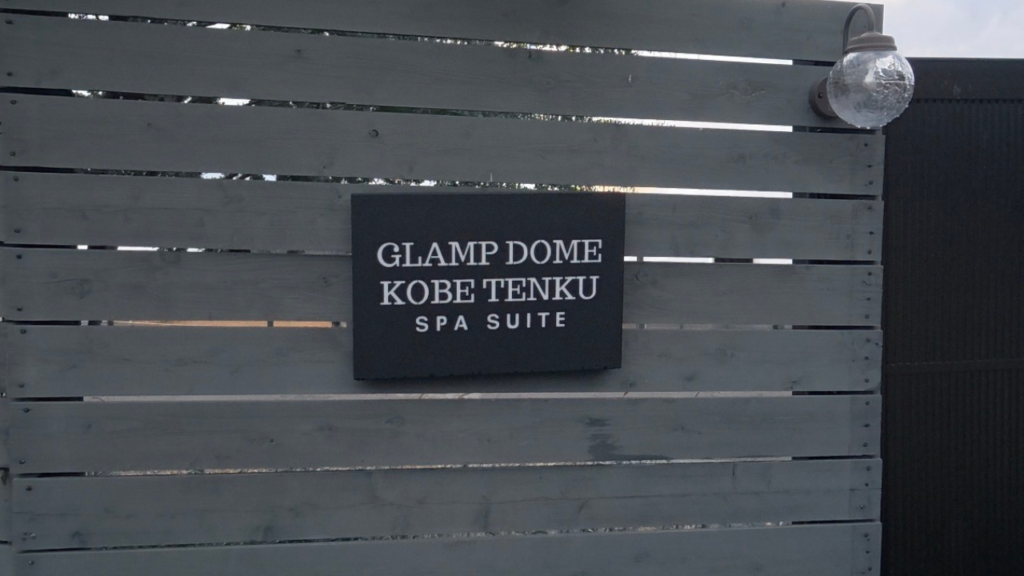 GLAMP DOME
KOBE TENKU
SPA SUITE